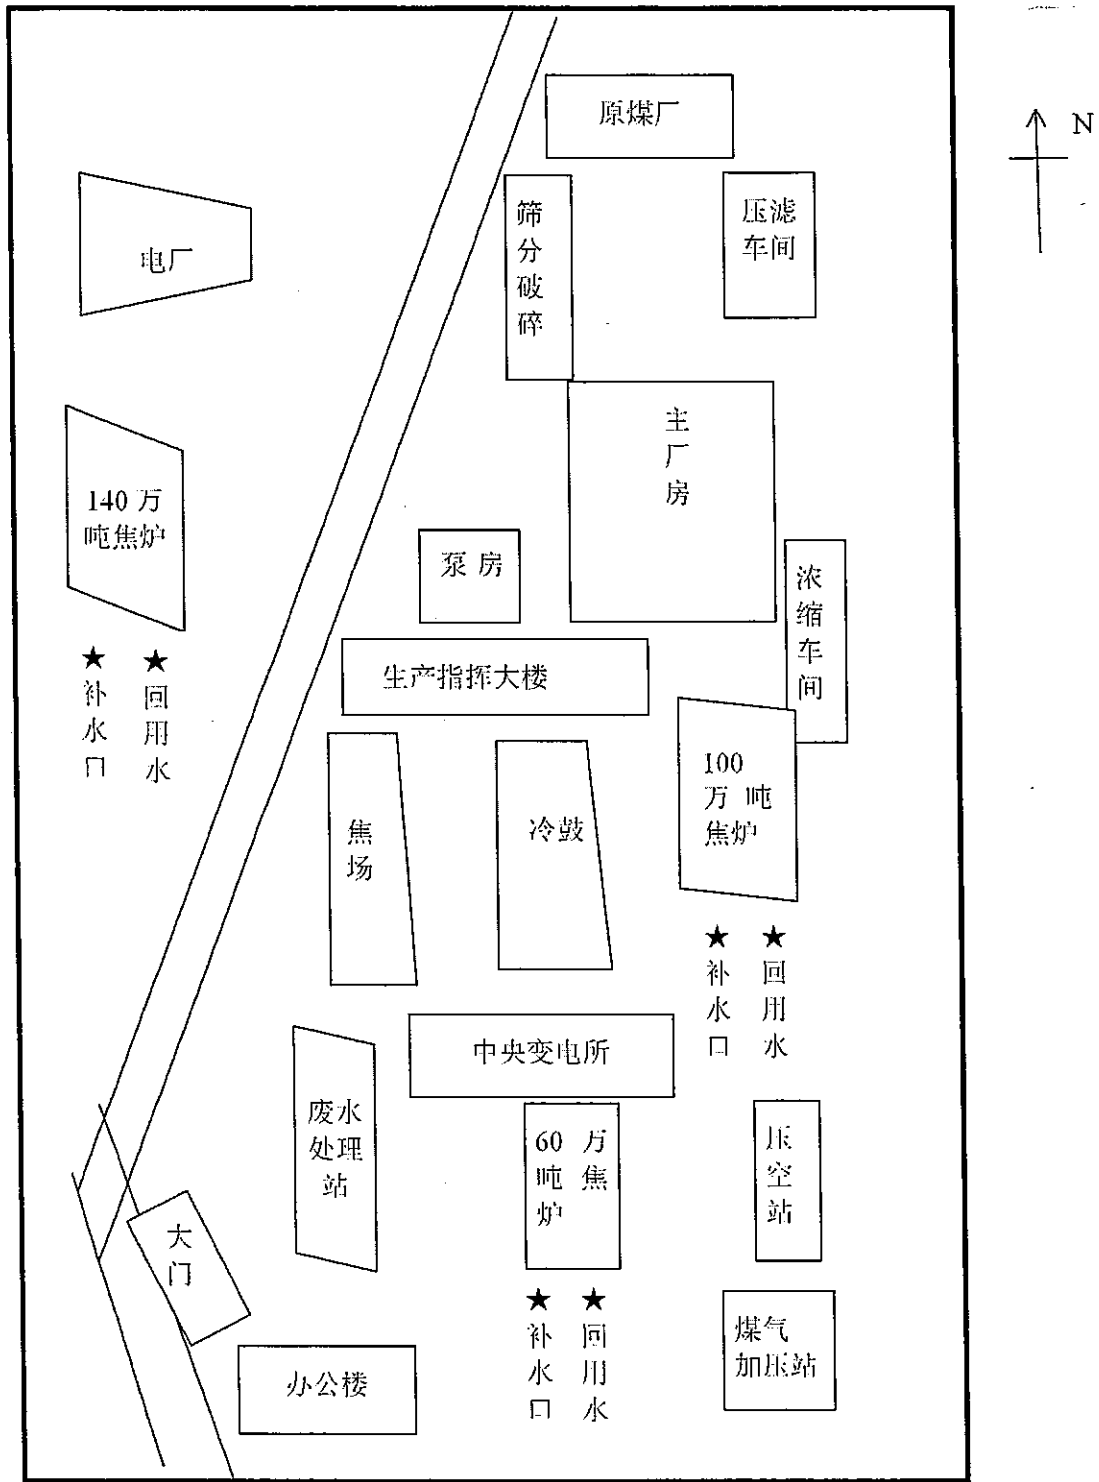 原煤厂
N
筛
分
破
碎
压滤
车间
电厂
主
厂
房
140 万
吨焦炉
泵 房
浓
缩
车
间
★ ★
补 回
水 用
口 水
生产指挥大楼
100
万 吨
焦炉
焦
场
冷鼓
★ ★
补 回
水 用
口 水
中央变电所
废水
处理
站
60 万
吨 焦
炉
压
空
站
大
门
★ ★
补 回
水 用
口 水
煤气
加压站
办公楼